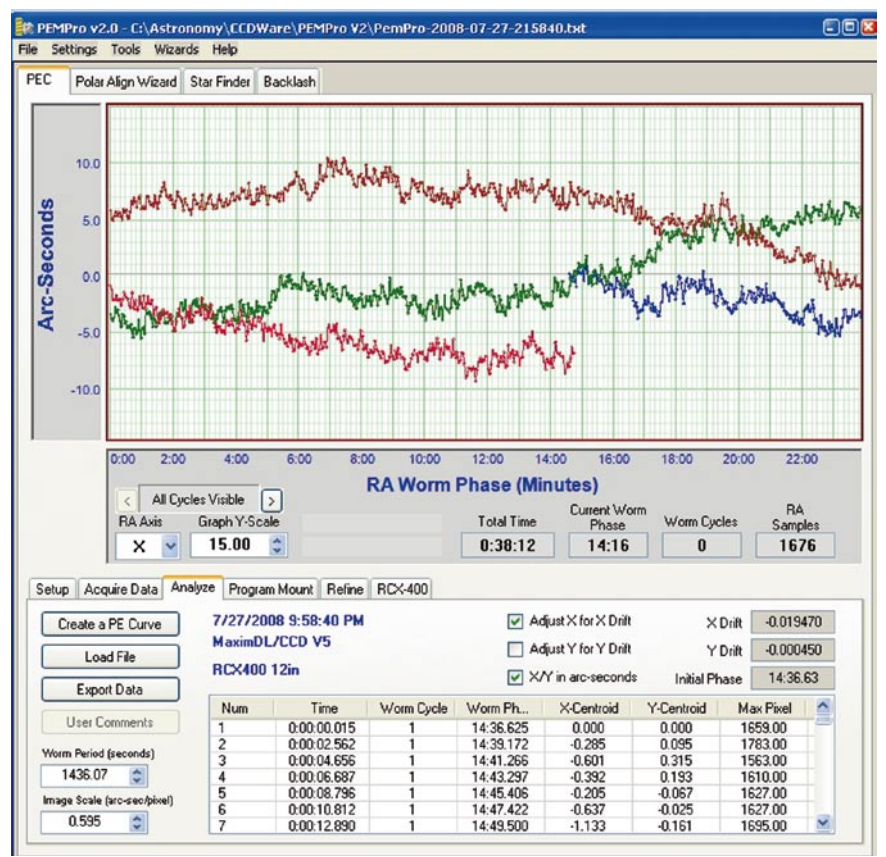 PEMPro v2.0 - C:\Astronomy\CCDWare\PEMPro V2\PemPro-2008-07-27-215840.txt
File Settings Tools Wizards Help
PEC Polar Align Wizard Star Finder Backlash
Arc-Seconds
10.0
5.0
0.0
-5.0
-10.0
0:00 2:00 4:00 6:00 8:00 10:00 12:00 14:00 16:00 18:00 20:00 22:00
RA Worm Phase (Minutes)
< All Cycles Visible >
RA Axis Graph Y-Scale Total Time Current Worm Phase Worm Cycles RA Samples
X 15.00 0:38:12 14:16 0 1676
Setup Acquire Data Analyze Program Mount Refine RCX-400
Create a PE Curve
Load File
Export Data
User Comments
Worm Period (seconds)
1436.07
Image Scale (arc-sec/pixel)
0.595
7/27/2008 9:58:40 PM
MaximDL/CCD V5
RCX400 12in
Adjust X for X Drift
Adjust Y for Y Drift
X/Y in arc-seconds
X Drift -0.019470
Y Drift -0.000450
Initial Phase 14:36.63
Num Time Worm Cycle Worm Ph... X-Centroid Y-Centroid Max Pixel
1 0:00:00.015 1 14:36.625 0.000 0.000 1659.00
2 0:00:02.562 1 14:39.172 -0.285 0.095 1783.00
3 0:00:04.656 1 14:41.266 -0.601 0.315 1563.00
4 0:00:06.687 1 14:43.297 -0.392 0.193 1610.00
5 0:00:08.796 1 14:45.406 -0.205 -0.067 1627.00
6 0:00:10.812 1 14:47.422 -0.637 -0.025 1627.00
7 0:00:12.890 1 14:49.500 -1.133 -0.161 1695.00